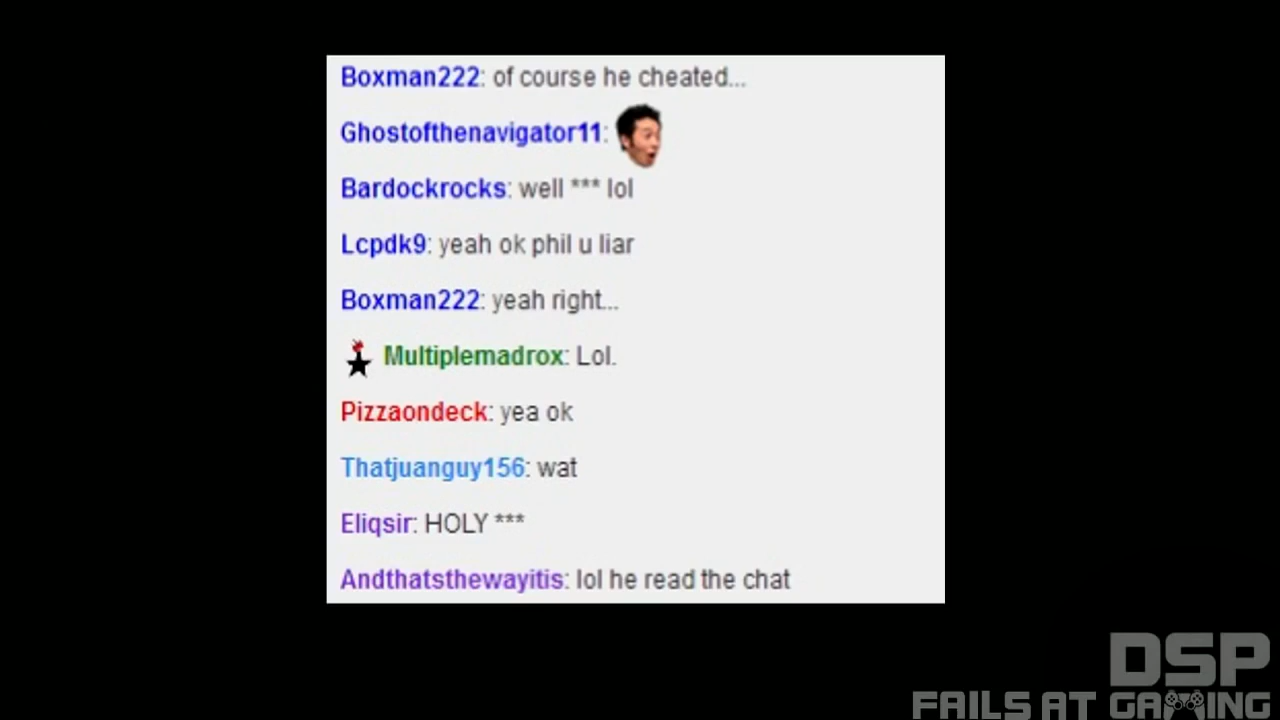 Boxman222: of course he cheated...
Ghostofthenavigator11:
Bardockrocks: well *** lol
Lcpdk9: yeah ok phil u liar
Boxman222: yeah right...
Multiplemadrox: Lol.
Pizzaondeck: yea ok
Thatjuanguy156: wat
Eliqsir: HOLY ***
Andthatsthewayitis: lol he read the chat
DSP
FAILS AT GAMING